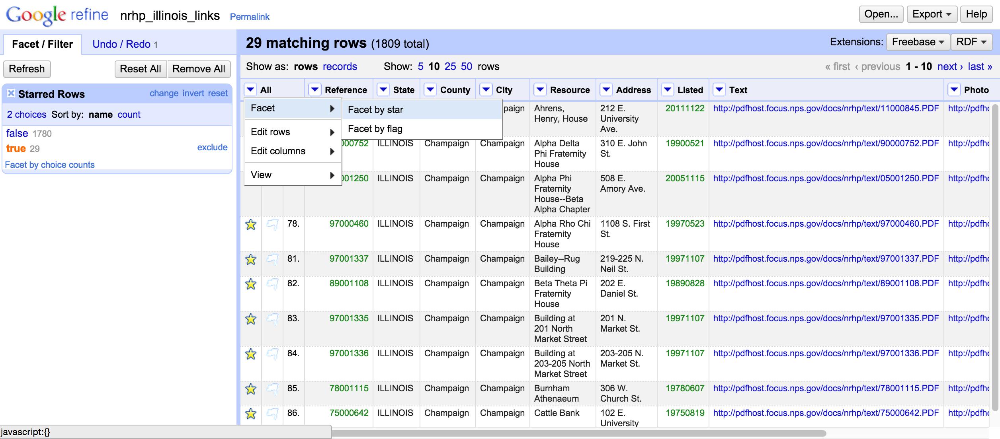 Google refine nrhp_illinois_links Permalink Open... Export Help
Facet / Filter Undo / Redo 1
29 matching rows (1809 total) Extensions: Freebase RDF
Refresh Reset All Remove All
Show as: rows records Show: 5 10 25 50 rows « first ‹ previous 1 - 10 next › last »
Starred Rows change invert reset
2 choices Sort by: name count
false 1780
true 29 exclude
Facet by choice counts
All Reference State County City Resource Address Listed Text Photo
Facet
Edit rows
Edit columns
View
Facet by star
Facet by flag
paign Ahrens, 212 E. 20111122 http://pdfhost.focus.nps.gov/docs/nrhp/text/11000845.PDF http://pdfh
Henry, House University
Ave.
000752 ILLINOIS Champaign Champaign Alpha Delta 310 E. John 19900521 http://pdfhost.focus.nps.gov/docs/nrhp/text/90000752.PDF http://pdfh
Phi Fraternity St.
House
001250 ILLINOIS Champaign Champaign Alpha Phi 508 E. 20051115 http://pdfhost.focus.nps.gov/docs/nrhp/text/05001250.PDF http://pdfh
Fraternity Amory Ave.
House--Beta
Alpha Chapter
78. 97000460 ILLINOIS Champaign Champaign Alpha Rho Chi 1108 S. First 19970523 http://pdfhost.focus.nps.gov/docs/nrhp/text/97000460.PDF http://pdfh
Fraternity St.
House
81. 97001337 ILLINOIS Champaign Champaign Bailey--Rug 219-225 N. 19971107 http://pdfhost.focus.nps.gov/docs/nrhp/text/97001337.PDF http://pdfh
Building Neil St.
82. 89001108 ILLINOIS Champaign Champaign Beta Theta Pi 202 E. 19890828 http://pdfhost.focus.nps.gov/docs/nrhp/text/89001108.PDF http://pdfh
Fraternity Daniel St.
House
83. 97001335 ILLINOIS Champaign Champaign Building at 201 N. 19971107 http://pdfhost.focus.nps.gov/docs/nrhp/text/97001335.PDF http://pdfh
201 North Market St.
Market Street
84. 97001336 ILLINOIS Champaign Champaign Building at 203-205 N. 19971107 http://pdfhost.focus.nps.gov/docs/nrhp/text/97001336.PDF http://pdfh
203-205 North Market St.
Market Street
85. 78001115 ILLINOIS Champaign Champaign Burnham 306 W. 19780607 http://pdfhost.focus.nps.gov/docs/nrhp/text/78001115.PDF http://pdfh
Athenaeum Church St.
86. 75000642 ILLINOIS Champaign Champaign Cattle Bank 102 E. 19750819 http://pdfhost.focus.nps.gov/docs/nrhp/text/75000642.PDF http://pdfh
University
javascript:{}